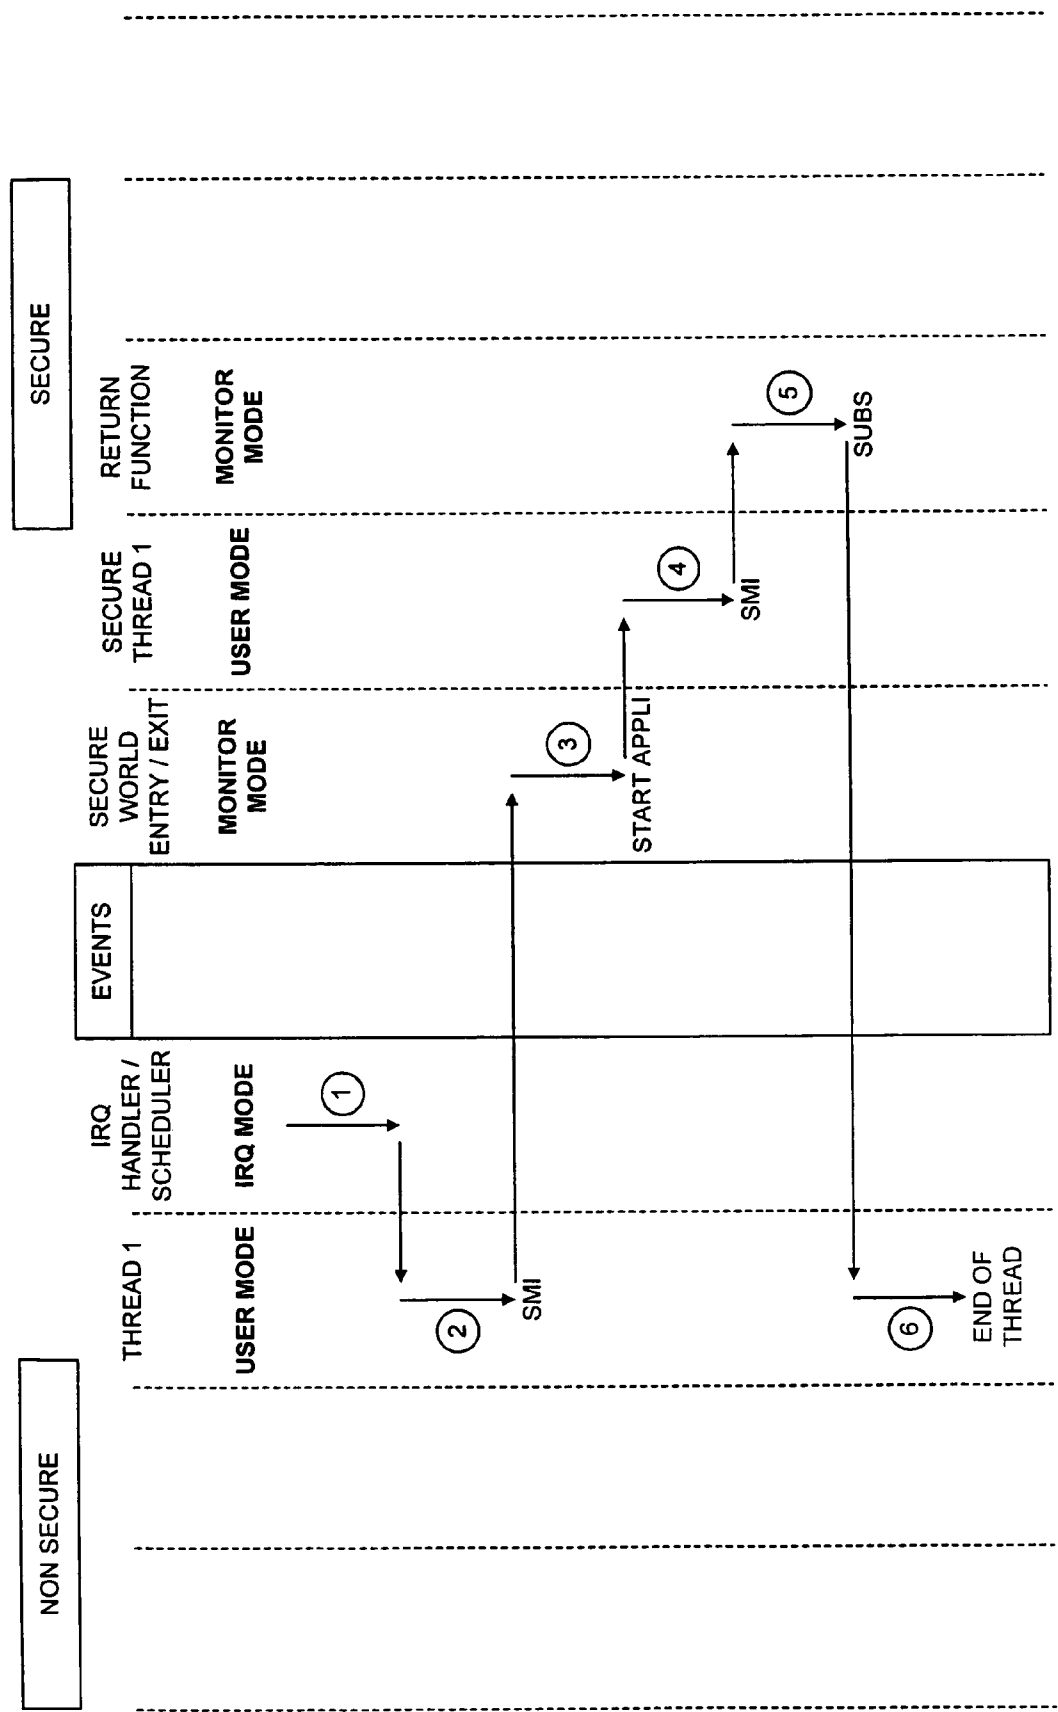 NON SECURE
SECURE
THREAD 1
USER MODE
IRQ
HANDLER /
SCHEDULER
IRQ MODE
EVENTS
SECURE
WORLD
ENTRY / EXIT
MONITOR
MODE
SECURE
THREAD 1
USER MODE
RETURN
FUNCTION
MONITOR
MODE
1
2
SMI
3
START APPLI
4
SMI
5
SUBS
6
END OF
THREAD